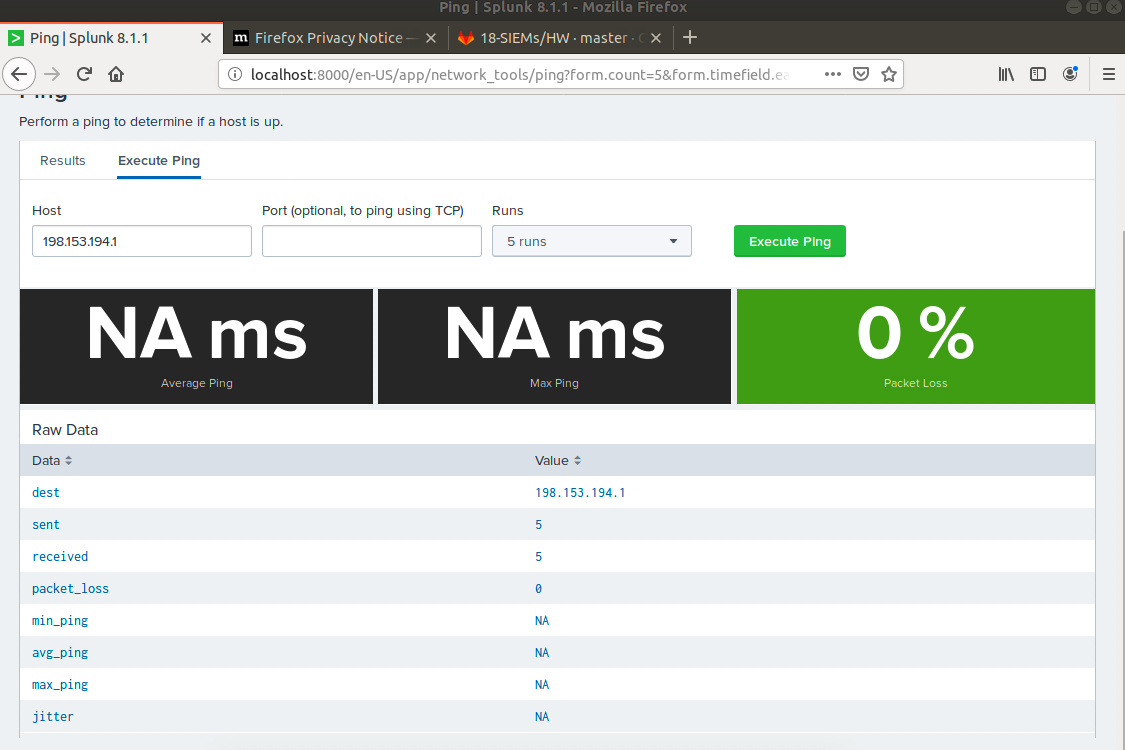 Ping | Splunk 8.1.1 - Mozilla Firefox
Ping | Splunk 8.1.1
m Firefox Privacy Notice —
18-SIEMs/HW · master ·
localhost:8000/en-US/app/network_tools/ping?form.count=5&form.timefield.ea
Ping
Perform a ping to determine if a host is up.
Results Execute Ping
Host Port (optional, to ping using TCP) Runs
198.153.194.1 5 runs Execute Ping
NA ms NA ms 0 %
Average Ping Max Ping Packet Loss
Raw Data
Data Value
dest 198.153.194.1
sent 5
received 5
packet_loss 0
min_ping NA
avg_ping NA
max_ping NA
jitter NA